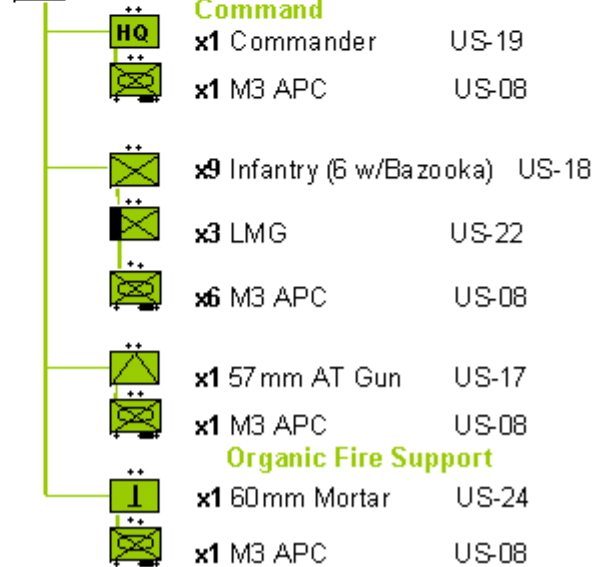 Command
HQ x1 Commander US-19
x1 M3 APC US-08
x9 Infantry (6 w/Bazooka) US-18
x3 LMG US-22
x6 M3 APC US-08
x1 57mm AT Gun US-17
x1 M3 APC US-08
Organic Fire Support
x1 60mm Mortar US-24
x1 M3 APC US-08